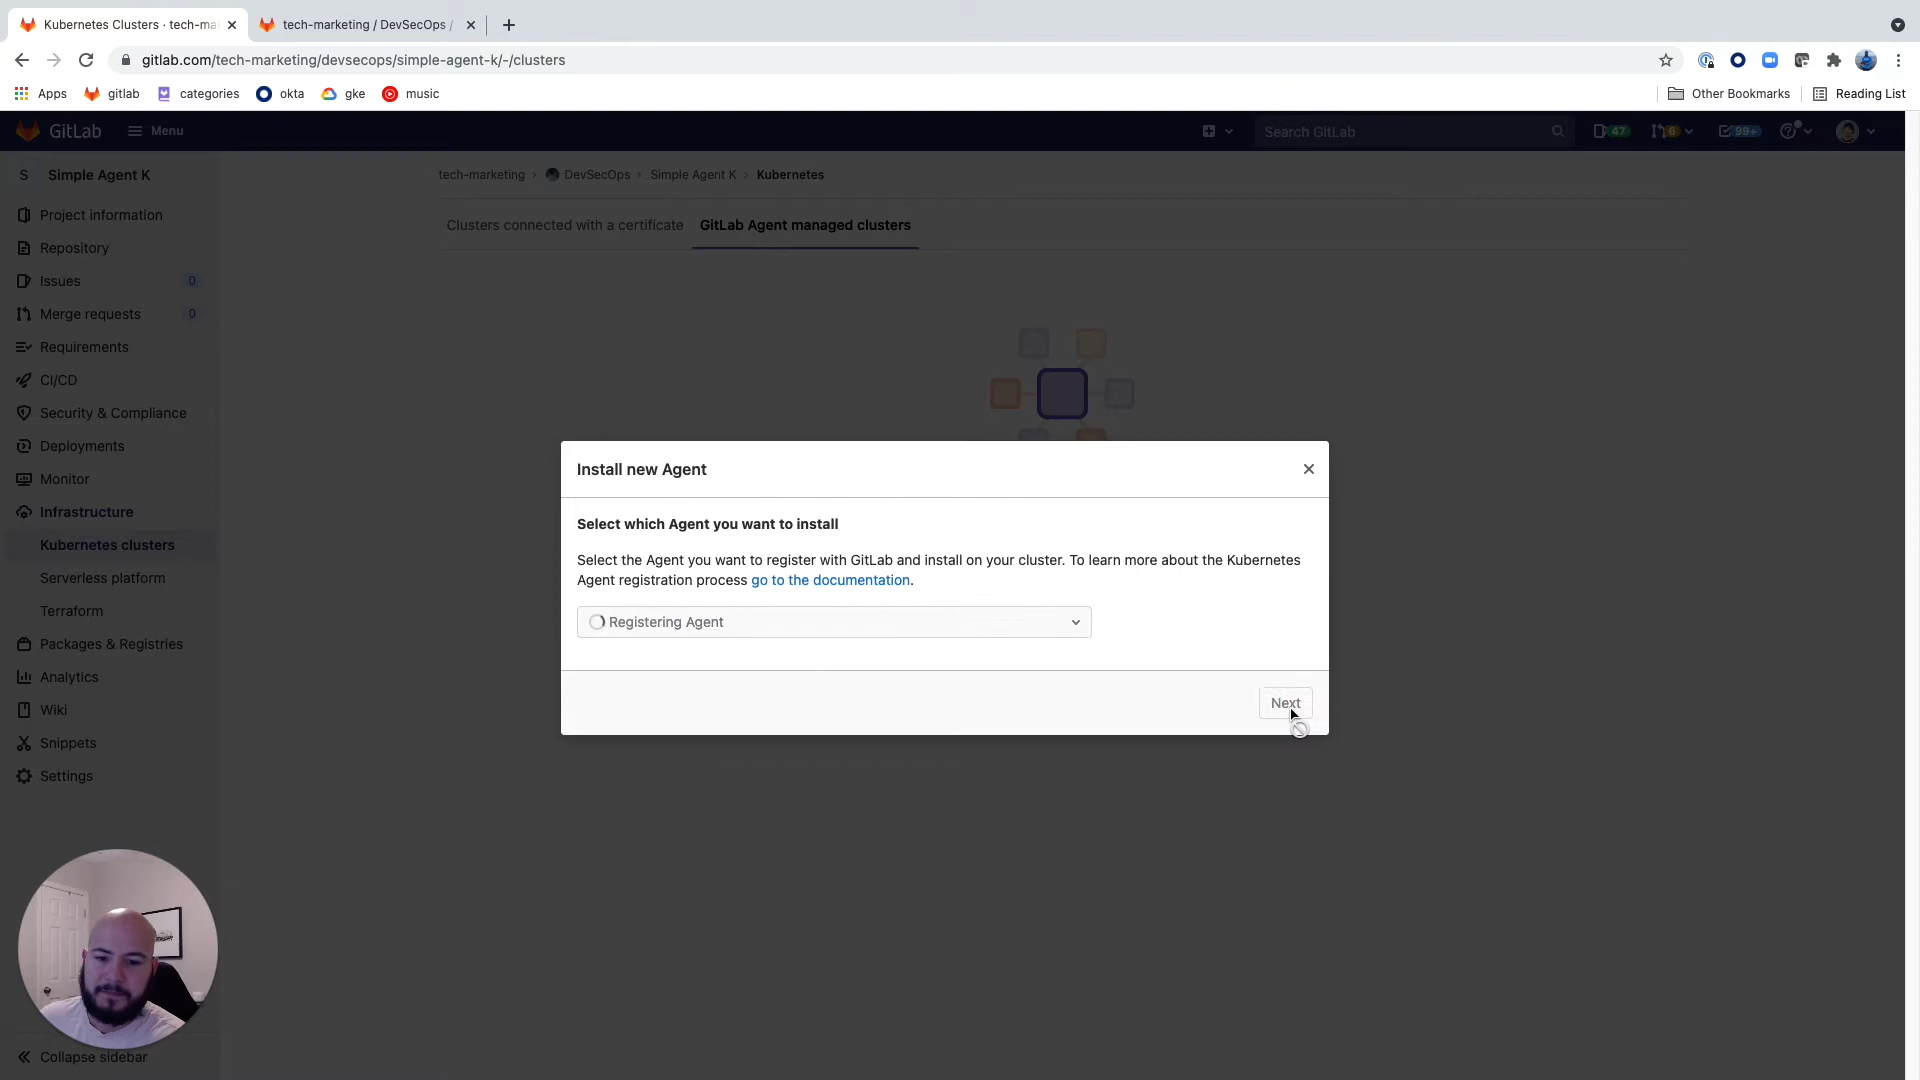 Kubernetes Clusters · tech-ma
tech-marketing / DevSecOps /
gitlab.com/tech-marketing/devsecops/simple-agent-k/-/clusters
Apps gitlab categories okta gke music Other Bookmarks Reading List
GitLab Menu Search GitLab 47 6 99+
S Simple Agent K
Project information
Repository
Issues 0
Merge requests 0
Requirements
CI/CD
Security & Compliance
Deployments
Monitor
Infrastructure
Kubernetes clusters
Serverless platform
Terraform
Packages & Registries
Analytics
Wiki
Snippets
Settings
Collapse sidebar
tech-marketing › DevSecOps › Simple Agent K › Kubernetes
Clusters connected with a certificate GitLab Agent managed clusters
Install new Agent
Select which Agent you want to install
Select the Agent you want to register with GitLab and install on your cluster. To learn more about the Kubernetes
Agent registration process go to the documentation.
Registering Agent
Next